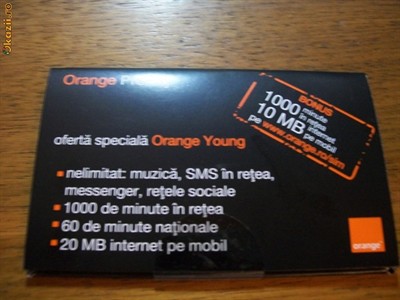 okazii.ro
Orange
BONUS
1000 minute
în rețea
10 MB internet
pe mobil
pe www.orange.ro/sim
ofertă specială Orange Young
nelimitat: muzică, SMS în rețea,
messenger, rețele sociale
1000 de minute în rețea
60 de minute naționale
20 MB internet pe mobil
orange